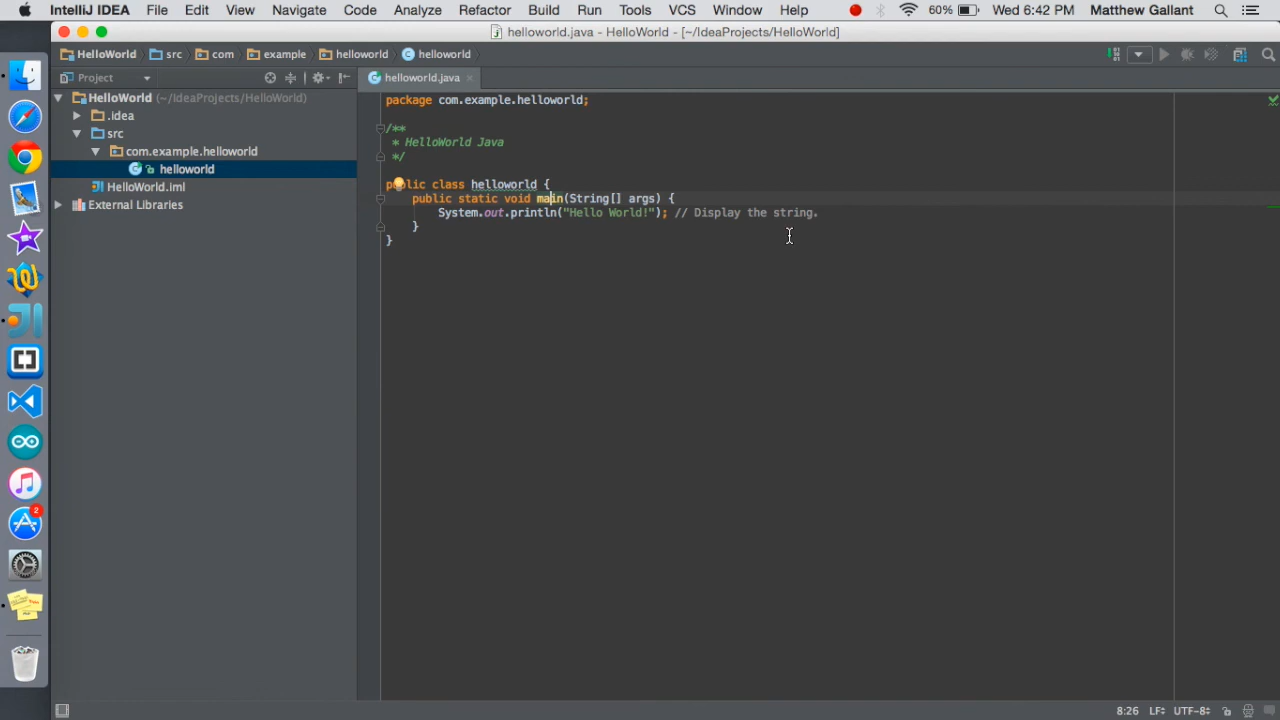 IntelliJ IDEA File Edit View Navigate Code Analyze Refactor Build Run Tools VCS Window Help 60% Wed 6:42 PM Matthew Gallant
helloworld.java - HelloWorld - [~/IdeaProjects/HelloWorld]
HelloWorld src com example helloworld helloworld
Project
helloworld.java
HelloWorld (~/IdeaProjects/HelloWorld)
.idea
src
com.example.helloworld
helloworld
HelloWorld.iml
External Libraries
package com.example.helloworld;
/**
* HelloWorld Java
*/
public class helloworld {
public static void main(String[] args) {
System.out.println("Hello World!"); // Display the string.
}
}
2
8:26 LF UTF-8